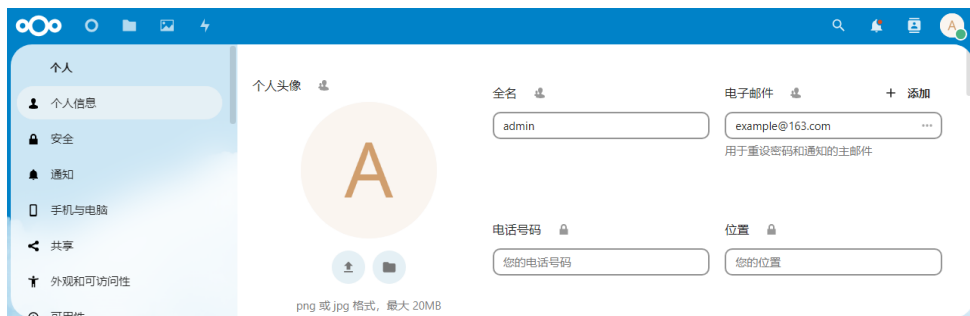 A
个人
个人信息
安全
通知
手机与电脑
共享
外观和可访问性
可用性
个人头像
A
png 或 jpg 格式，最大 20MB
全名
admin
电子邮件
添加
example@163.com
用于重设密码和通知的主邮件
电话号码
您的电话号码
位置
您的位置